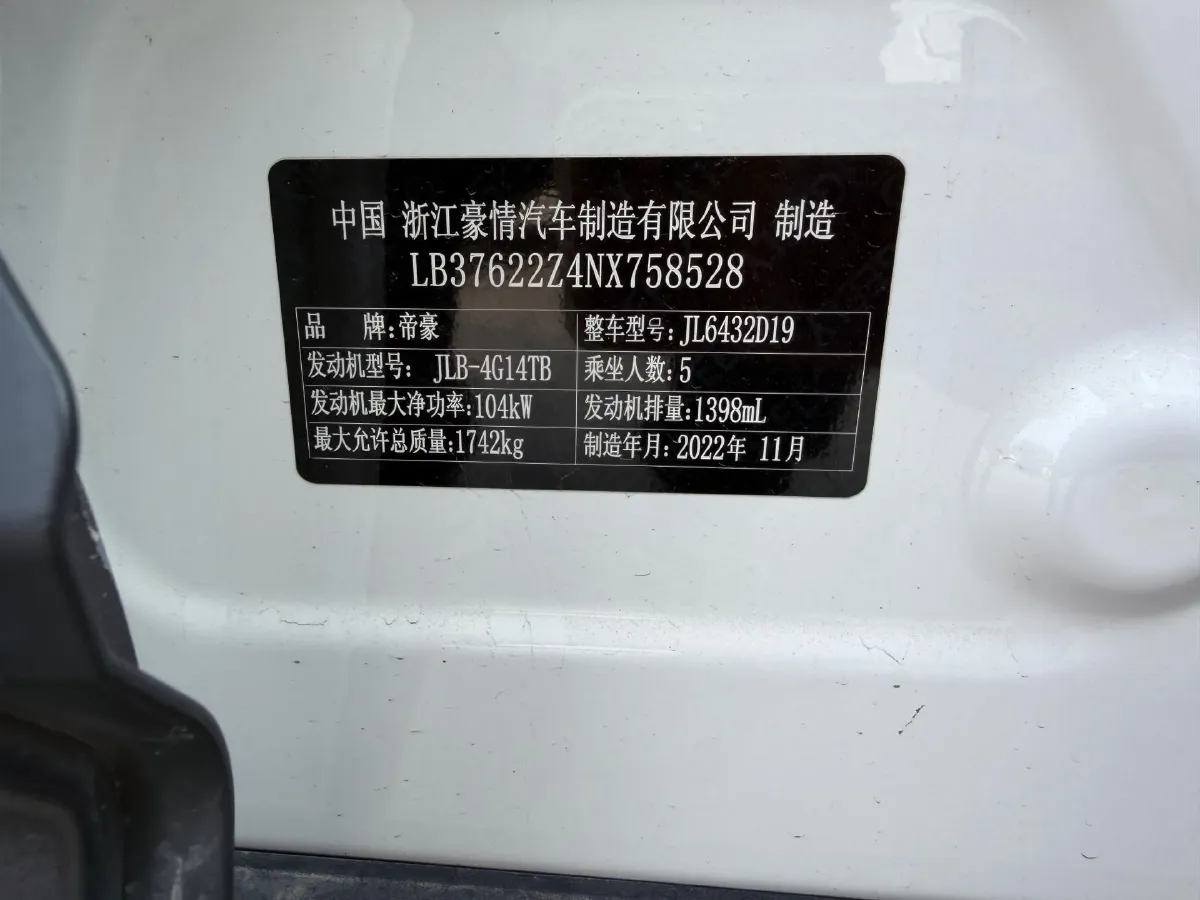 中国 浙江豪情汽车制造有限公司 制造
LB37622Z4NX758528
品 牌:帝豪 整车型号:JL6432D19
发动机型号: JLB-4G14TB 乘坐人数:5
发动机最大净功率:104kW 发动机排量:1398mL
最大允许总质量:1742kg 制造年月:2022年 11月